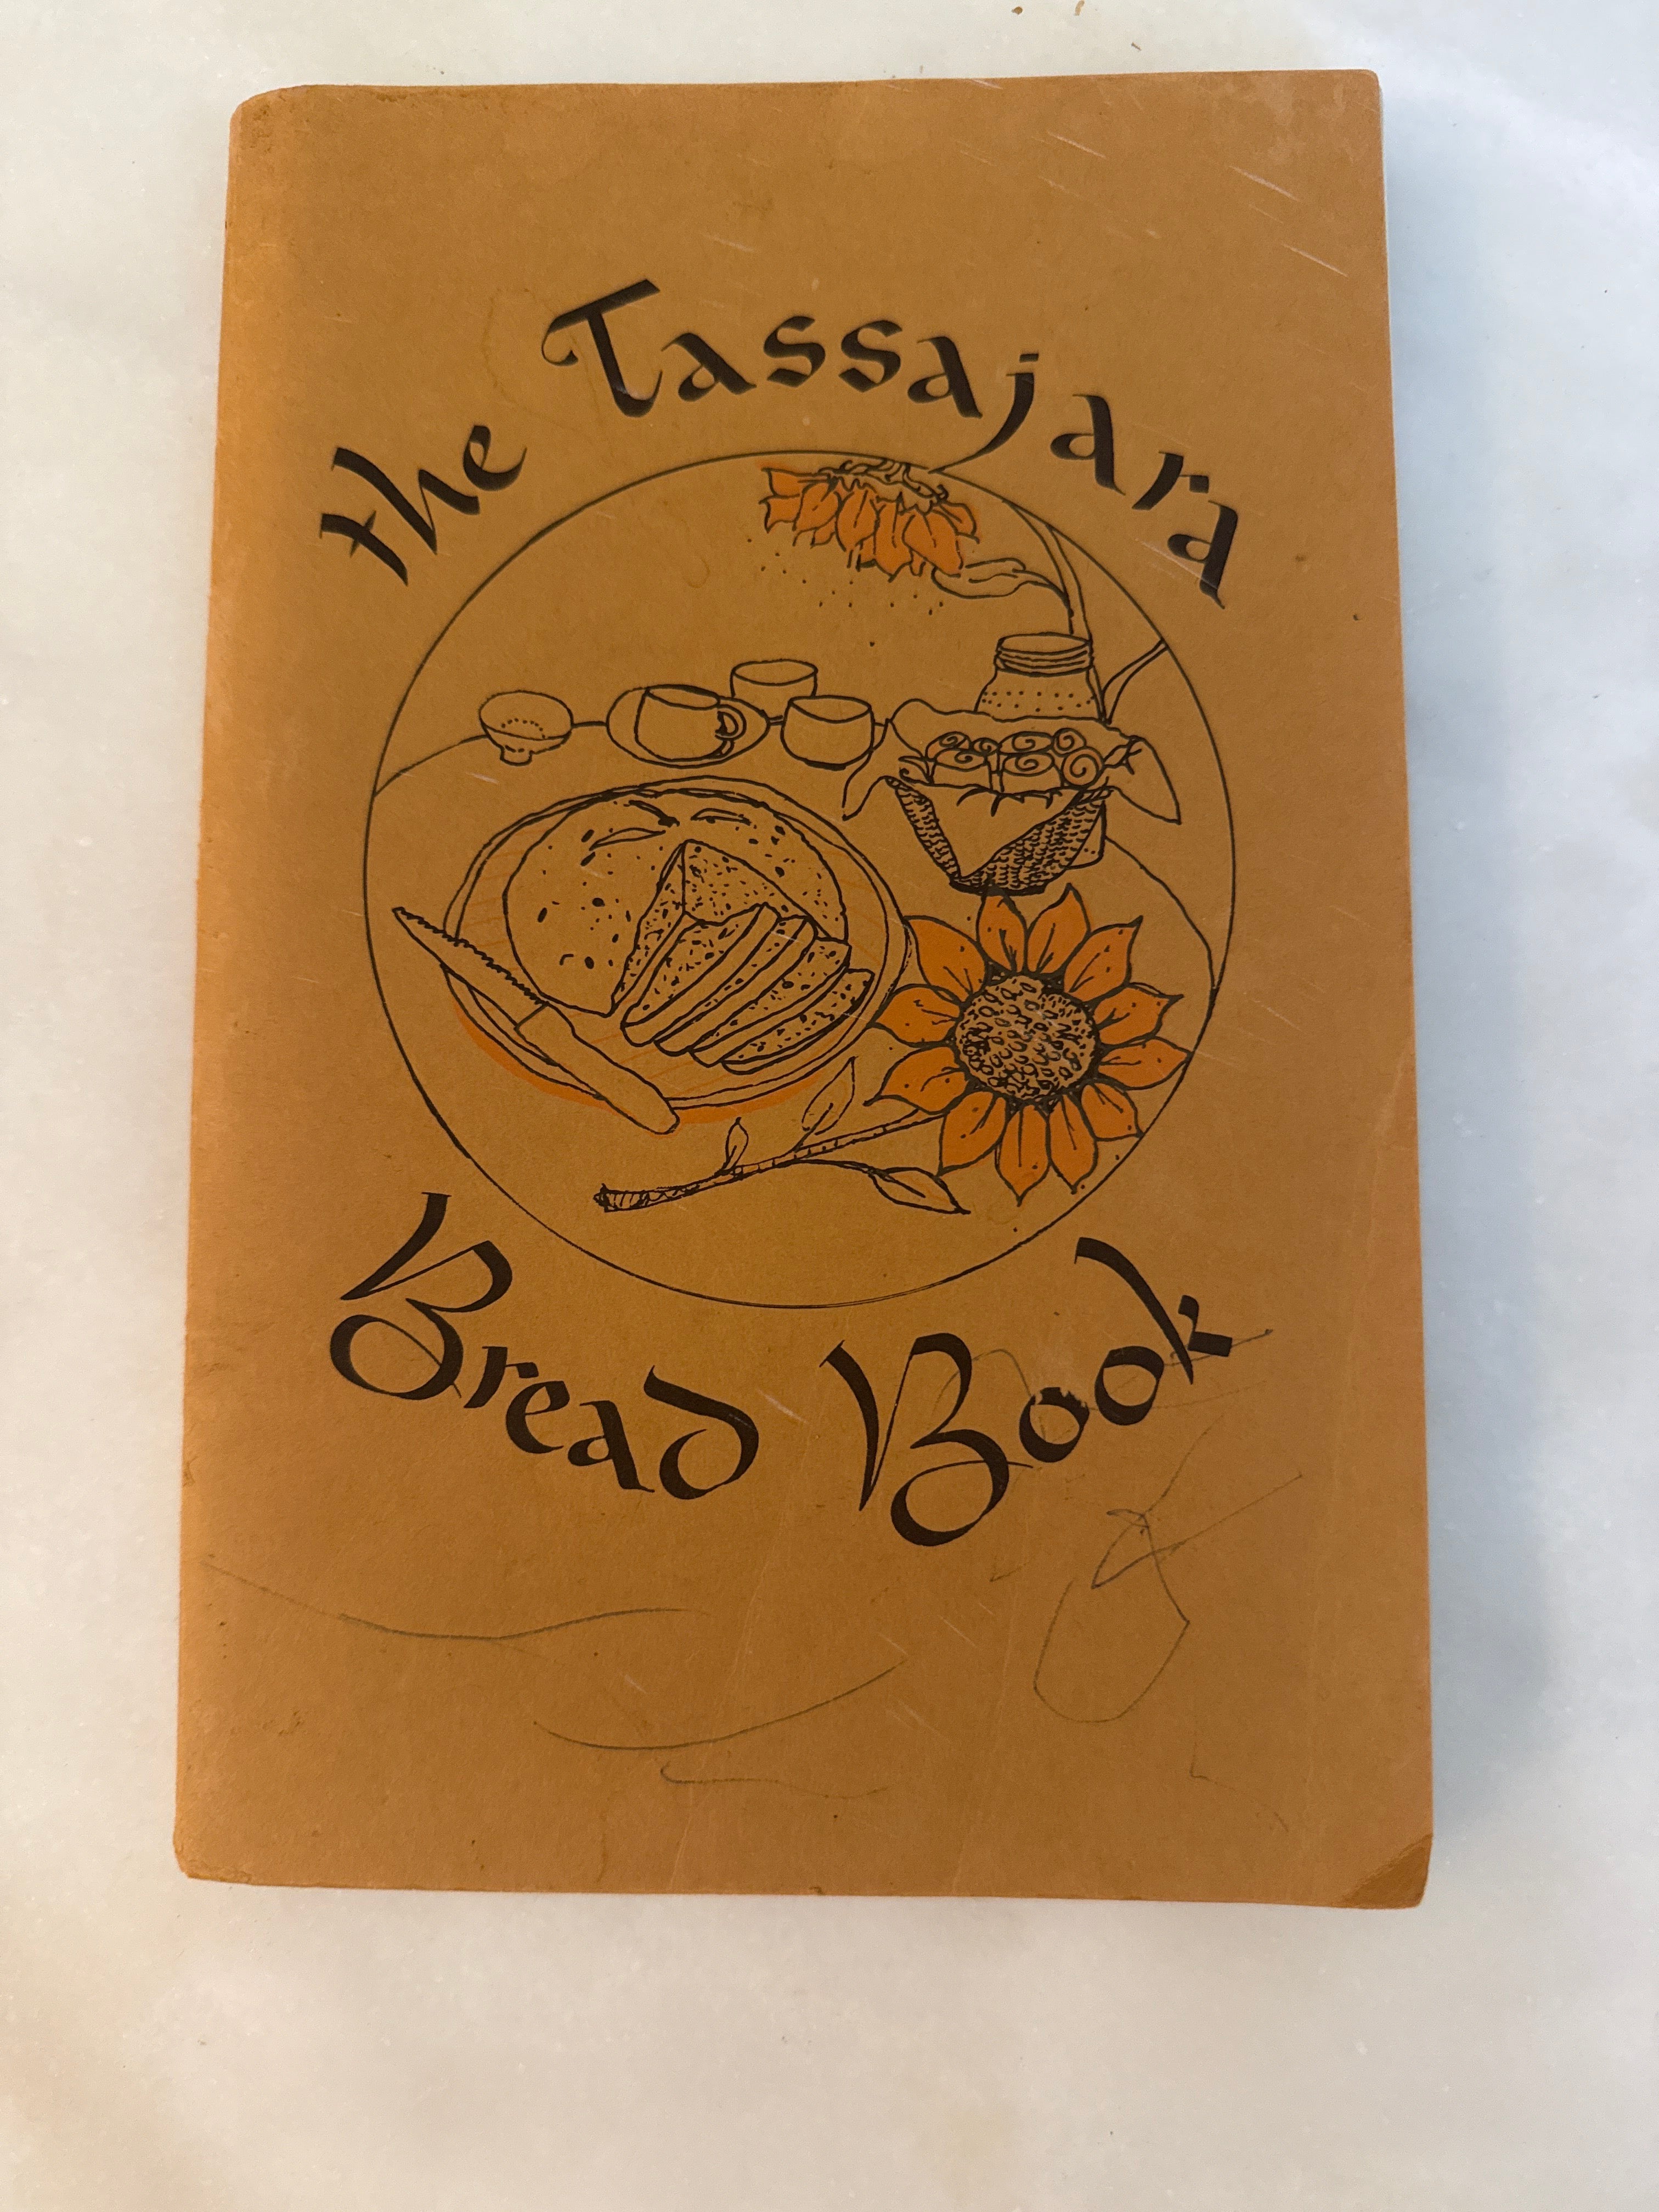 the Tassajara
Bread Book